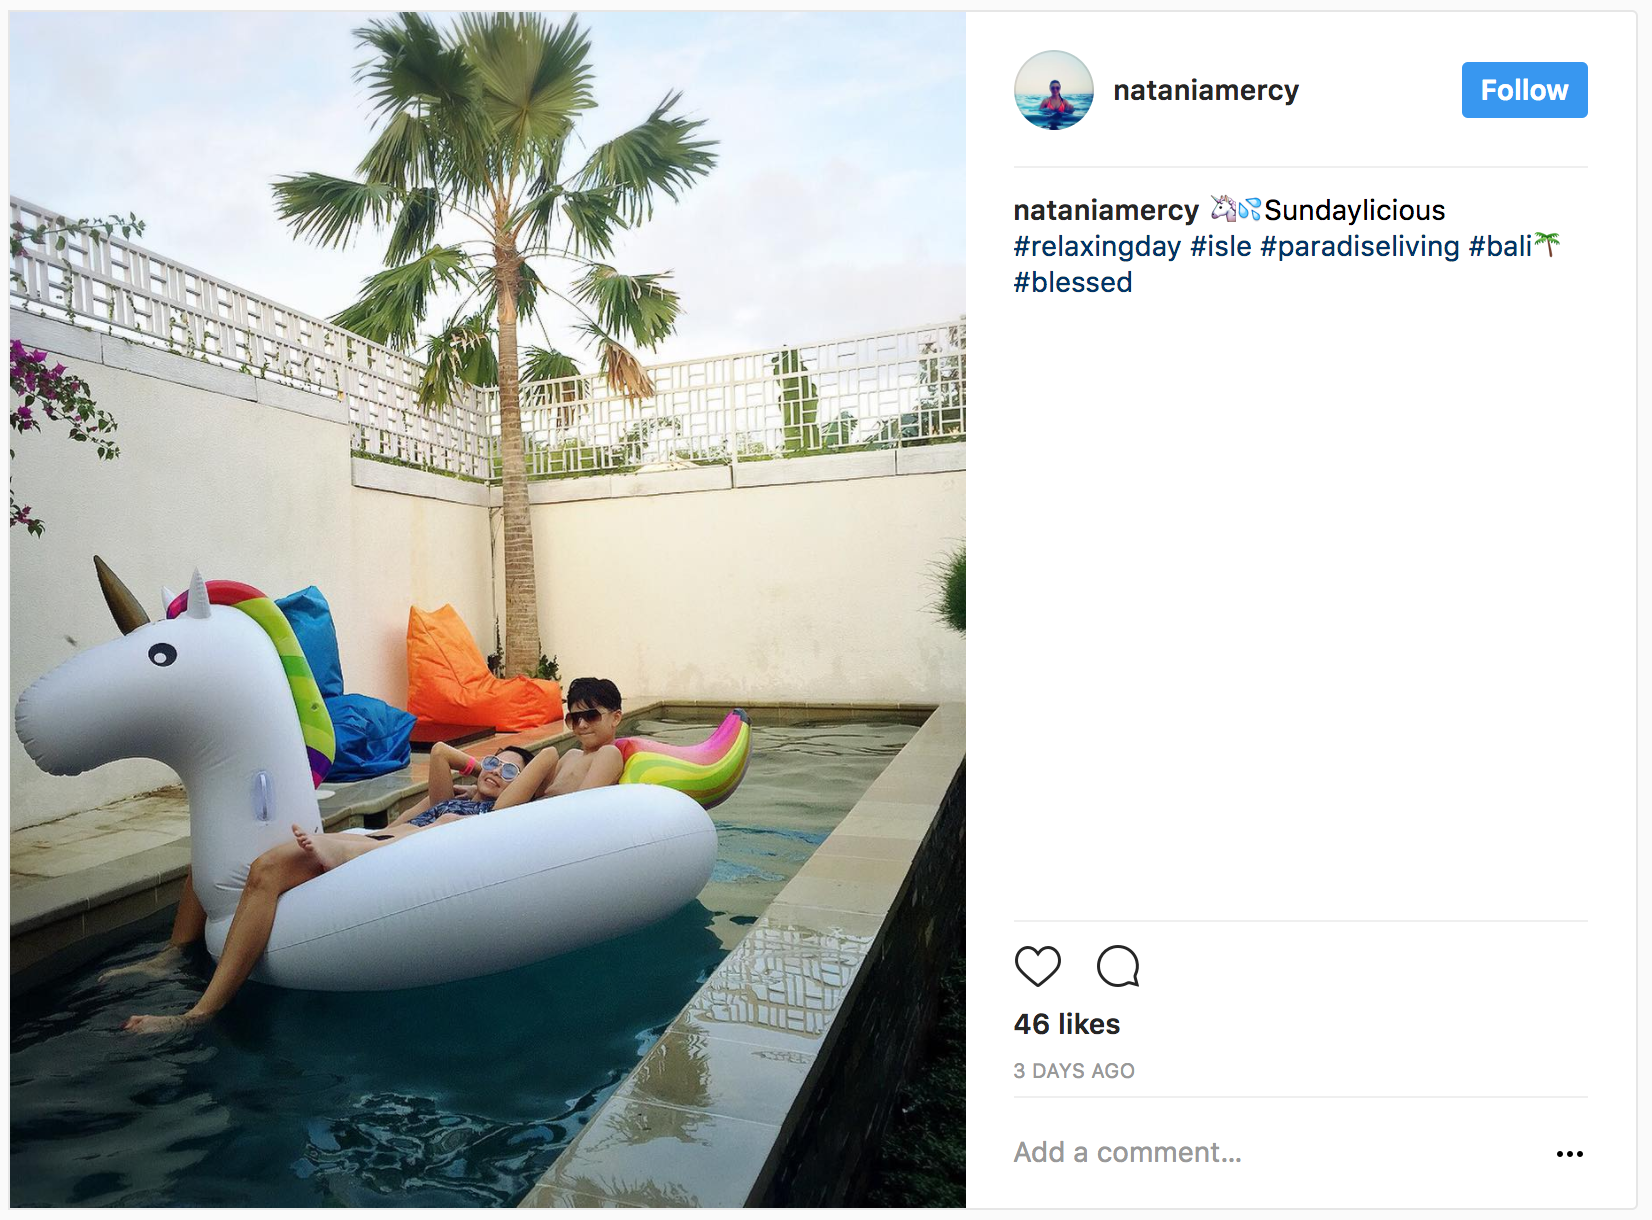 nataniamercy
Follow
nataniamercy 🦄💦Sundaylicious
#relaxingday #isle #paradiseliving #bali🌴
#blessed
46 likes
3 DAYS AGO
Add a comment...